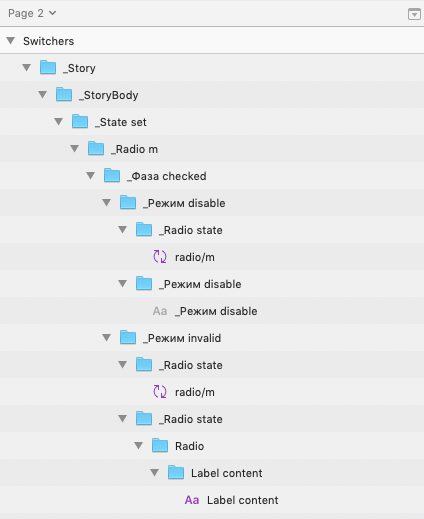 Page 2
Switchers
_Story
_StoryBody
_State set
_Radio m
_Фаза checked
_Режим disable
_Radio state
radio/m
_Режим disable
Aa _Режим disable
_Режим invalid
_Radio state
radio/m
_Radio state
Radio
Label content
Aa Label content